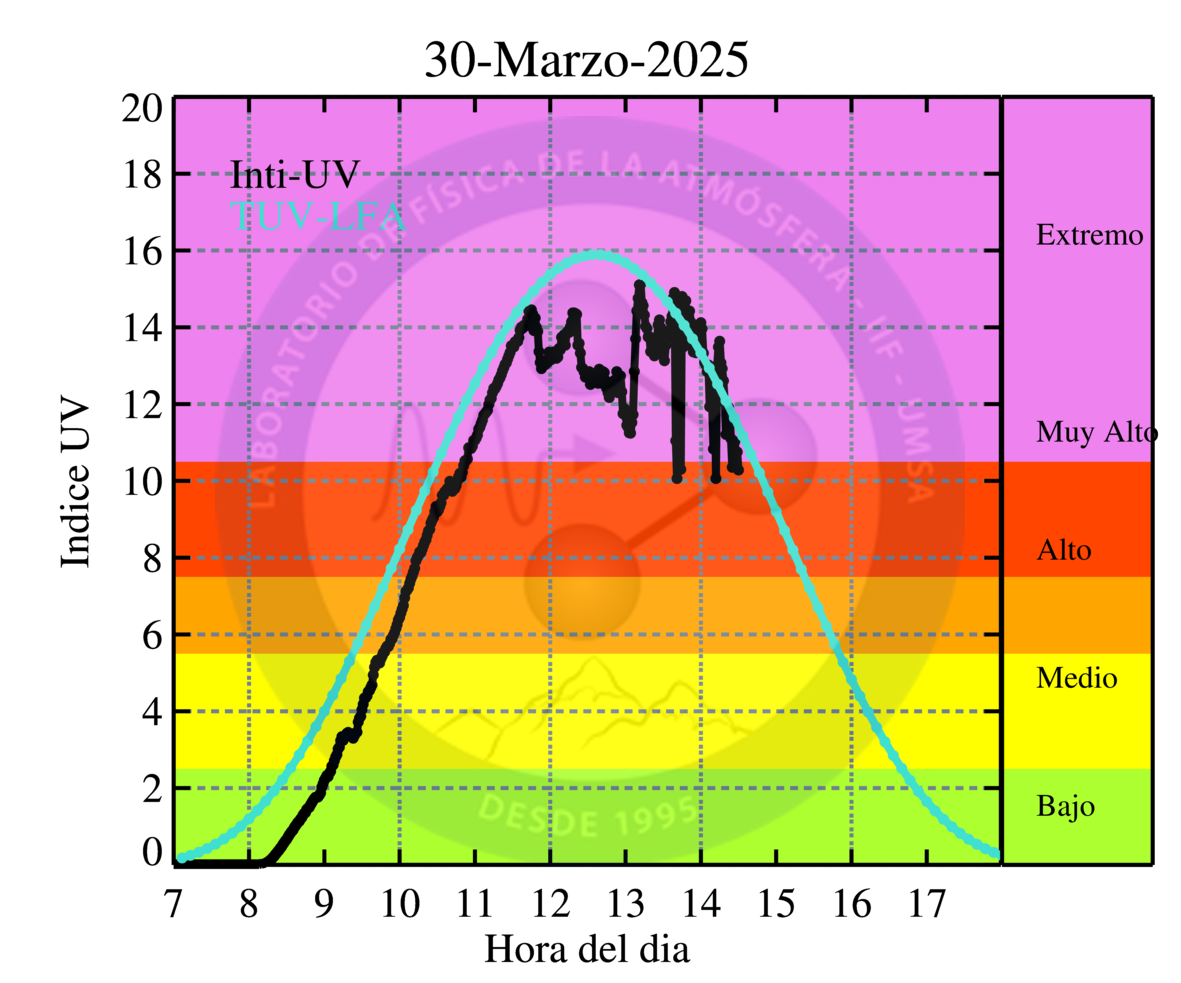 30-Marzo-2025
20
18
16
14
12
10
8
6
4
2
0
Indice UV
Inti-UV
TUV-LFA
LABORATORIO DE FÍSICA DE LA ATMÓSFERA - IIF - UMSA
DESDE 1995
Extremo
Muy Alto
Alto
Medio
Bajo
7 8 9 10 11 12 13 14 15 16 17
Hora del dia